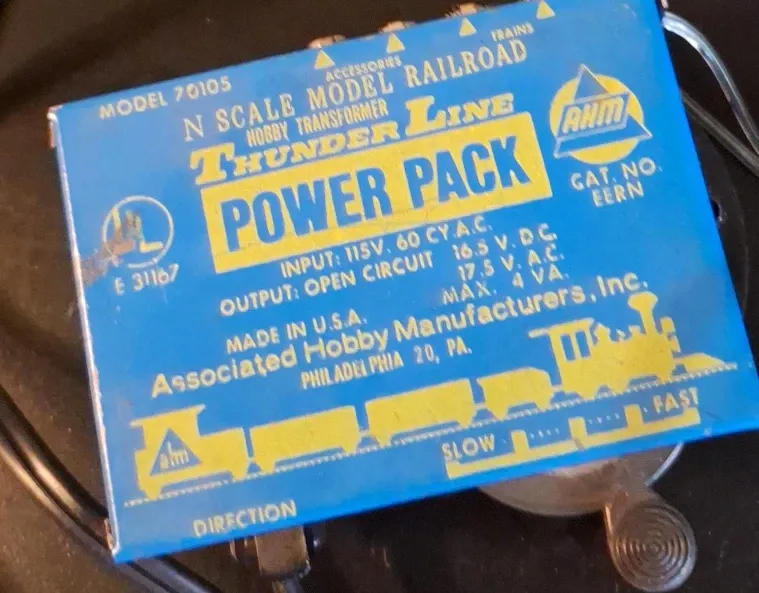 MODEL 70105
ACCESSORIES
TRAINS
N SCALE MODEL RAILROAD
HOBBY TRANSFORMER
THUNDER LINE
POWER PACK
AHM
CAT. NO.
EERN
UL
E 31167
INPUT: 115V. 60 CY.A.C.
OUTPUT: OPEN CIRCUIT 16.5 V. D.C.
17.5 V. A.C.
MAX. 4 VA.
MADE IN U.S.A.
Associated Hobby Manufacturers, Inc.
PHILADELPHIA 20, PA.
ahm
SLOW
FAST
DIRECTION